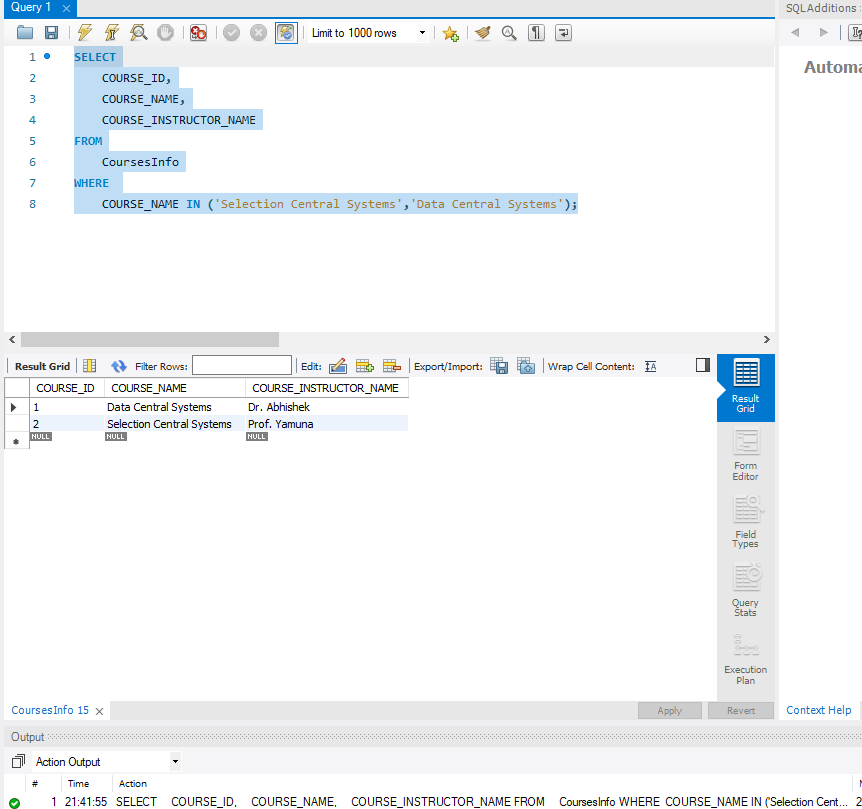 Query 1
SQLAdditions
Limit to 1000 rows
Automa
1 SELECT
2 COURSE_ID,
3 COURSE_NAME,
4 COURSE_INSTRUCTOR_NAME
5 FROM
6 CoursesInfo
7 WHERE
8 COURSE_NAME IN ('Selection Central Systems','Data Central Systems');
Result Grid Filter Rows: Edit: Export/Import: Wrap Cell Content:
COURSE_ID COURSE_NAME COURSE_INSTRUCTOR_NAME
1 Data Central Systems Dr. Abhishek
2 Selection Central Systems Prof. Yamuna
NULL NULL NULL
Result
Grid
Form
Editor
Field
Types
Query
Stats
Execution
Plan
CoursesInfo 15 Apply Revert Context Help
Output
Action Output
# Time Action
1 21:41:55 SELECT COURSE_ID, COURSE_NAME, COURSE_INSTRUCTOR_NAME FROM CoursesInfo WHERE COURSE_NAME IN ('Selection Cent... 2